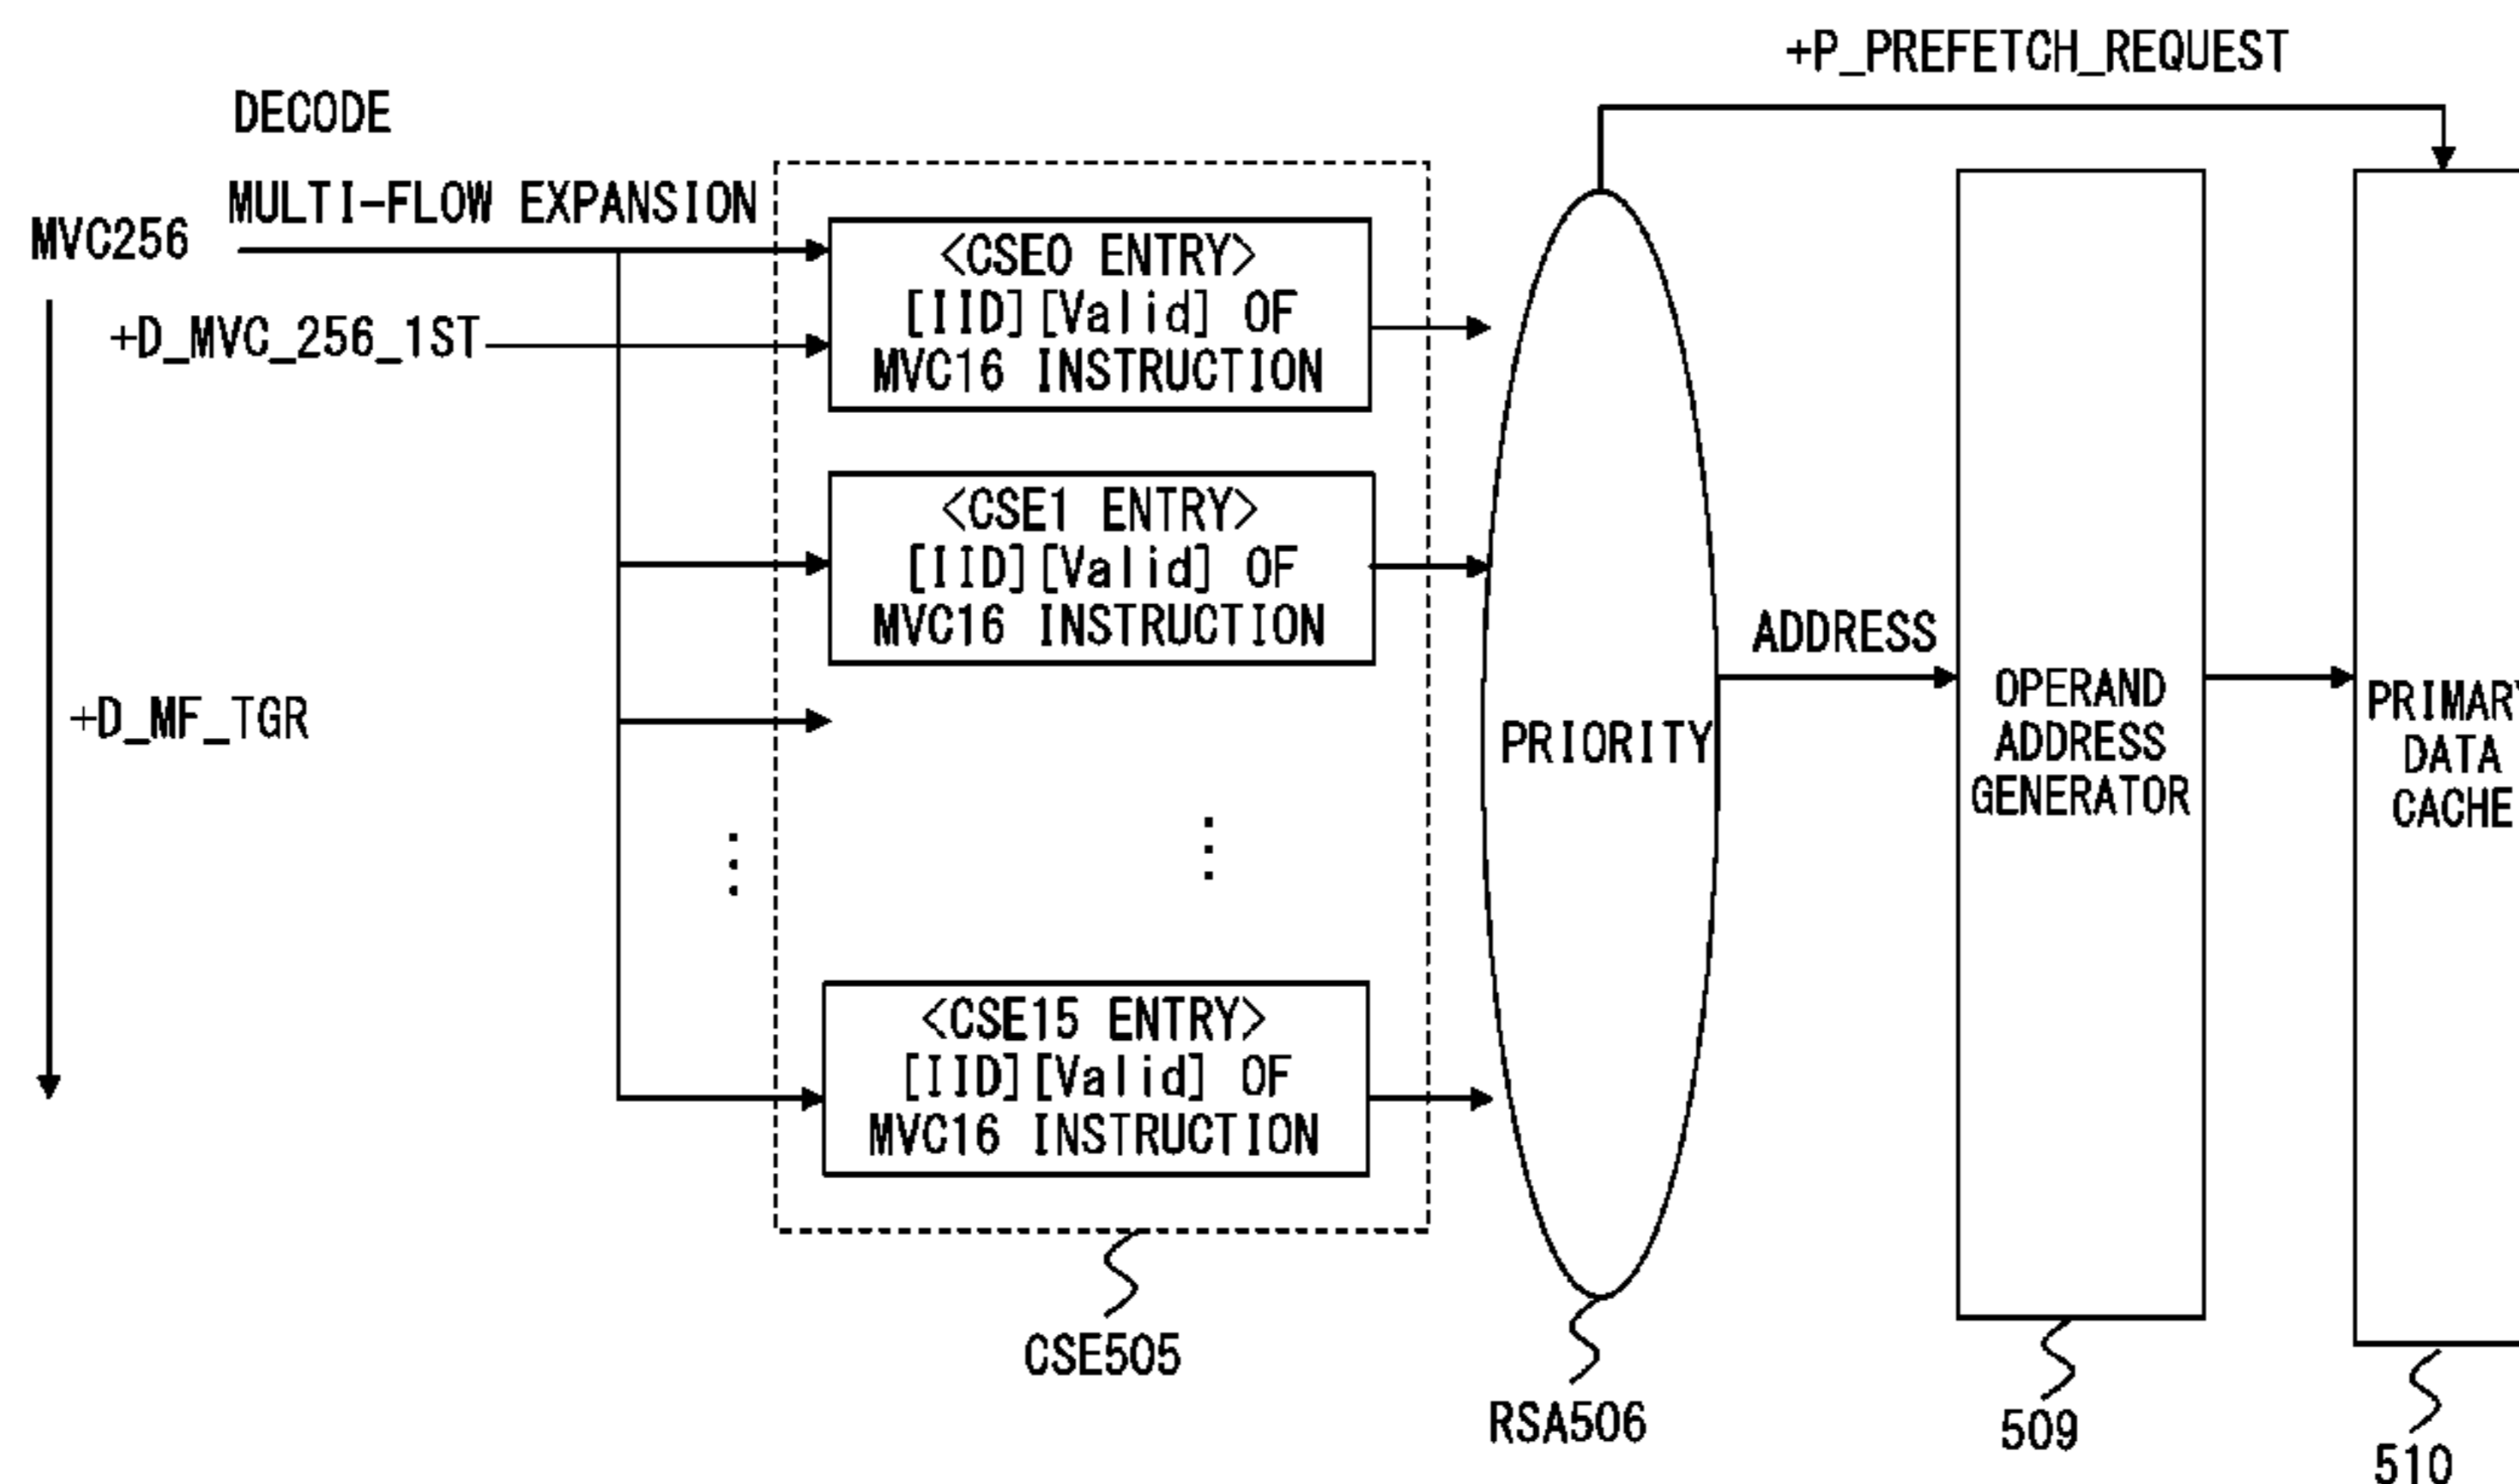 +P_PREFETCH_REQUEST
DECODE
MULTI-FLOW EXPANSION
MVC256
+D_MVC_256_1ST
+D_MF_TGR
<CSE0 ENTRY>
[IID][Valid] OF
MVC16 INSTRUCTION
<CSE1 ENTRY>
[IID][Valid] OF
MVC16 INSTRUCTION
<CSE15 ENTRY>
[IID][Valid] OF
MVC16 INSTRUCTION
CSE505
PRIORITY
RSA506
ADDRESS
OPERAND
ADDRESS
GENERATOR
509
PRIMARY
DATA
CACHE
510